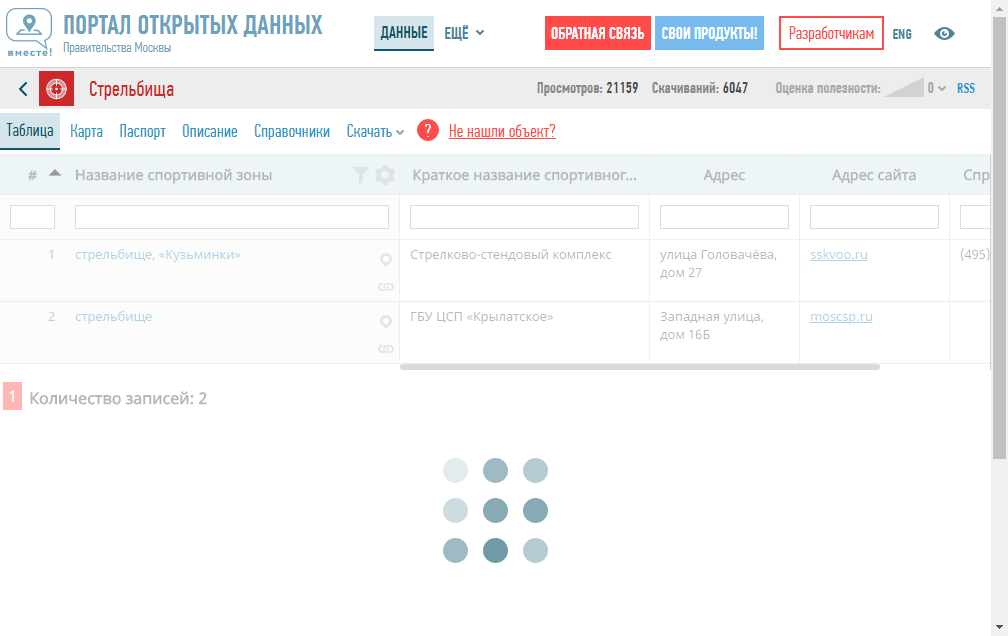 вместе!
ПОРТАЛ ОТКРЫТЫХ ДАННЫХ
Правительства Москвы
ДАННЫЕ
ЕЩЁ
ОБРАТНАЯ СВЯЗЬ
СВОИ ПРОДУКТЫ!
Разработчикам
ENG
Стрельбища
Просмотров: 21159
Скачиваний: 6047
Оценка полезности:
0
RSS
Таблица
Карта
Паспорт
Описание
Справочники
Скачать
?
Не нашли объект?
#
Название спортивной зоны
Краткое название спортивног...
Адрес
Адрес сайта
Спр
1
стрельбище, «Кузьминки»
Стрелково-стендовый комплекс
улица Головачёва,
дом 27
sskvoo.ru
(495)
2
стрельбище
ГБУ ЦСП «Крылатское»
Западная улица,
дом 16Б
moscsp.ru
1
Количество записей: 2